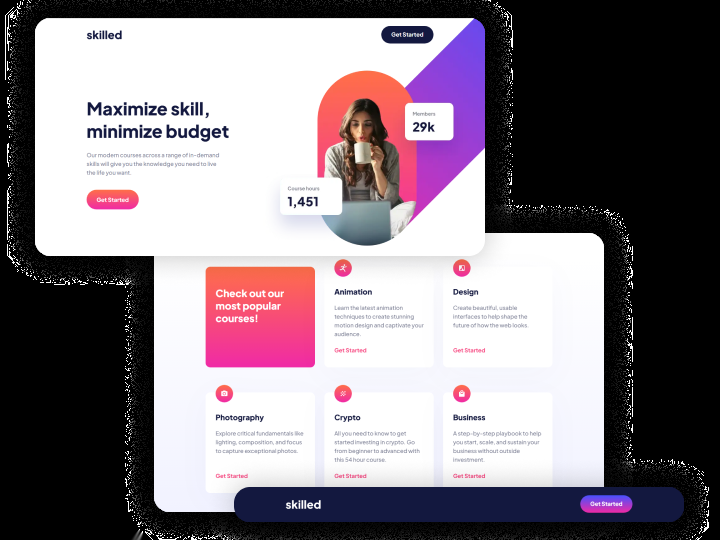 skilled
Get Started
Maximize skill,
minimize budget
Our modern courses across a range of in-demand
skills will give you the knowledge you need to live
the life you want.
Get Started
Members
29k
Course hours
1,451
Check out our
most popular
courses!
Animation
Learn the latest animation
techniques to create stunning
motion design and captivate your
audience.
Get Started
Design
Create beautiful, usable
interfaces to help shape the
future of how the web looks.
Get Started
Photography
Explore critical fundamentals like
lighting, composition, and focus
to capture exceptional photos.
Get Started
Crypto
All you need to know to get
started investing in crypto. Go
from beginner to advanced with
this 54 hour course.
Get Started
Business
A step-by-step playbook to help
you start, scale, and sustain your
business without outside
investment.
Get Started
skilled
Get Started